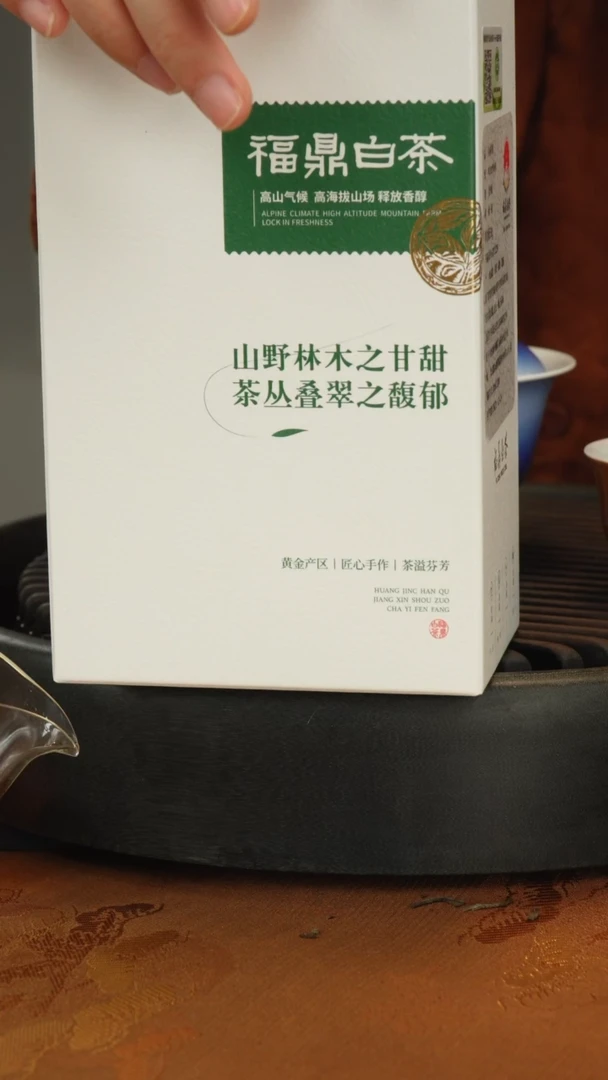 福鼎白茶
高山气候 高海拔山场 释放香醇
ALPINE CLIMATE HIGH ALTITUDE MOUNTAIN
LOCK IN FRESHNESS
山野林木之甘甜
茶丛叠翠之馥郁
黄金产区｜匠心手作｜茶溢芬芳
HUANG JINC HAN QU
JIANG XIN SHOU ZUO
CHA YI FEN FANG